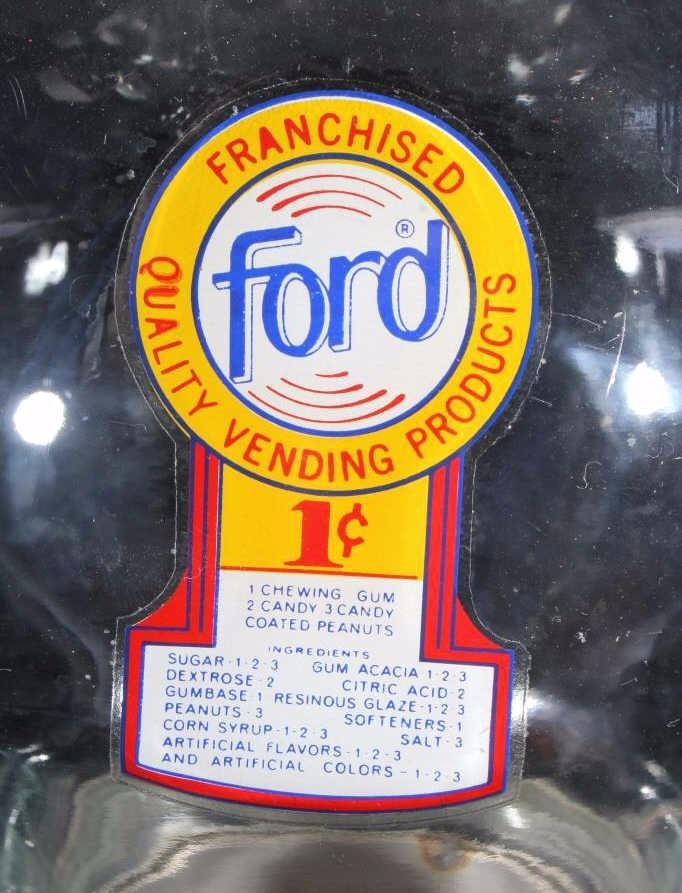 FRANCHISED
ford ®
QUALITY VENDING PRODUCTS
1¢
1 CHEWING GUM
2 CANDY 3 CANDY
COATED PEANUTS
INGREDIENTS
SUGAR-1-2-3 GUM ACACIA 1-2-3
DEXTROSE-2 CITRIC ACID-2
GUMBASE-1 RESINOUS GLAZE-1-2-3
PEANUTS-3 SOFTENERS-1
CORN SYRUP-1-2-3 SALT-3
ARTIFICIAL FLAVORS-1-2-3
AND ARTIFICIAL COLORS-1-2-3